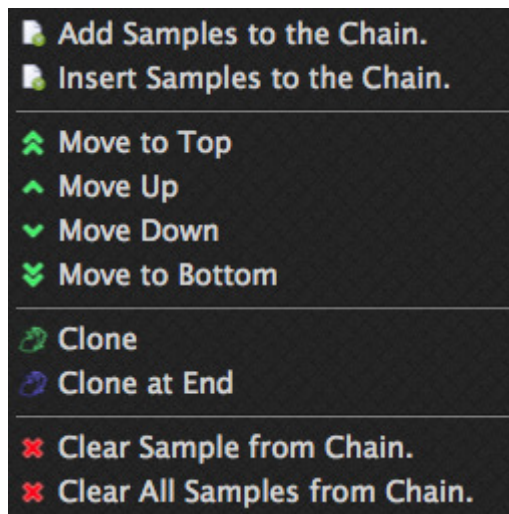 Add Samples to the Chain.
Insert Samples to the Chain.
Move to Top
Move Up
Move Down
Move to Bottom
Clone
Clone at End
Clear Sample from Chain.
Clear All Samples from Chain.